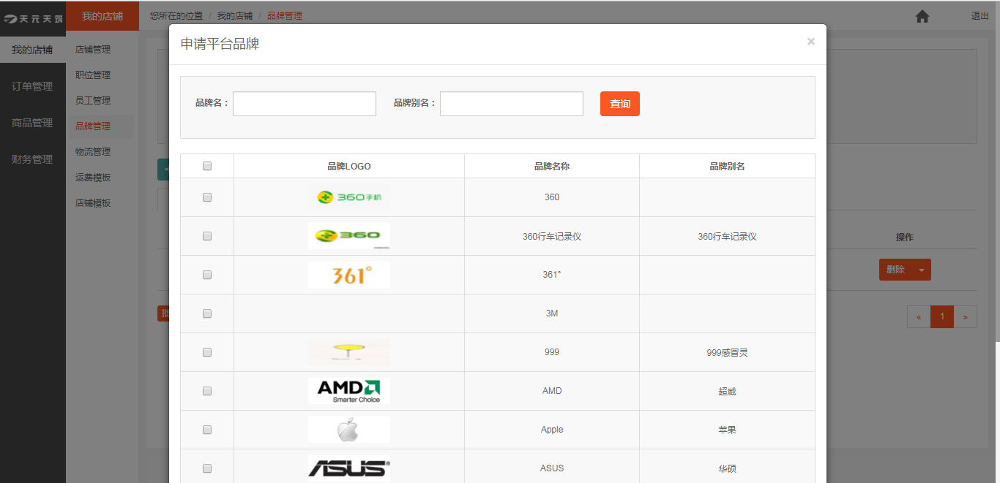 天元天筑
我的店铺
您所在的位置 / 我的店铺 / 品牌管理
退出
我的店铺
订单管理
商品管理
财务管理
店铺管理
职位管理
员工管理
品牌管理
物流管理
运费模板
店铺模板
申请平台品牌
×
品牌名：
品牌别名：
查询
品牌LOGO 品牌名称 品牌别名
360手机 360
360 360行车记录仪 360行车记录仪
361° 361°
3M
999 999感冒灵
AMD Smarter Choice AMD 超威
Apple 苹果
ASUS ASUS 华硕
操作
删除
« 1 »